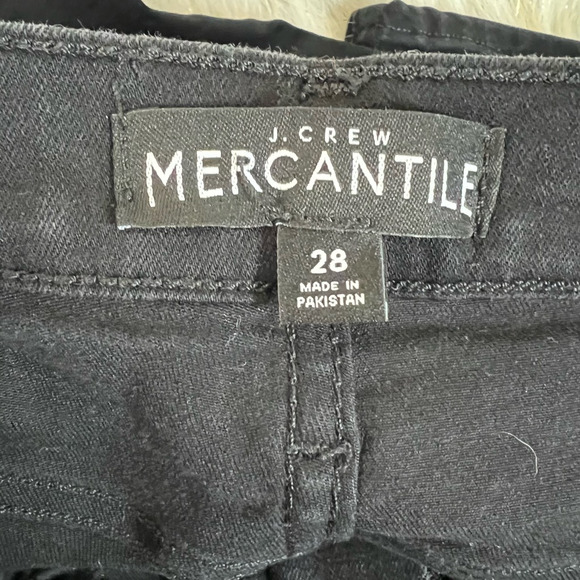 J.CREW
MERCANTILE
28
MADE IN
PAKISTAN